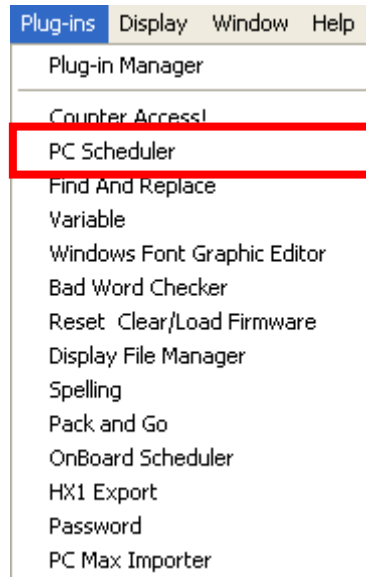 Plug-ins Display Window Help
Plug-in Manager
Counter Access!
PC Scheduler
Find And Replace
Variable
Windows Font Graphic Editor
Bad Word Checker
Reset Clear/Load Firmware
Display File Manager
Spelling
Pack and Go
OnBoard Scheduler
HX1 Export
Password
PC Max Importer